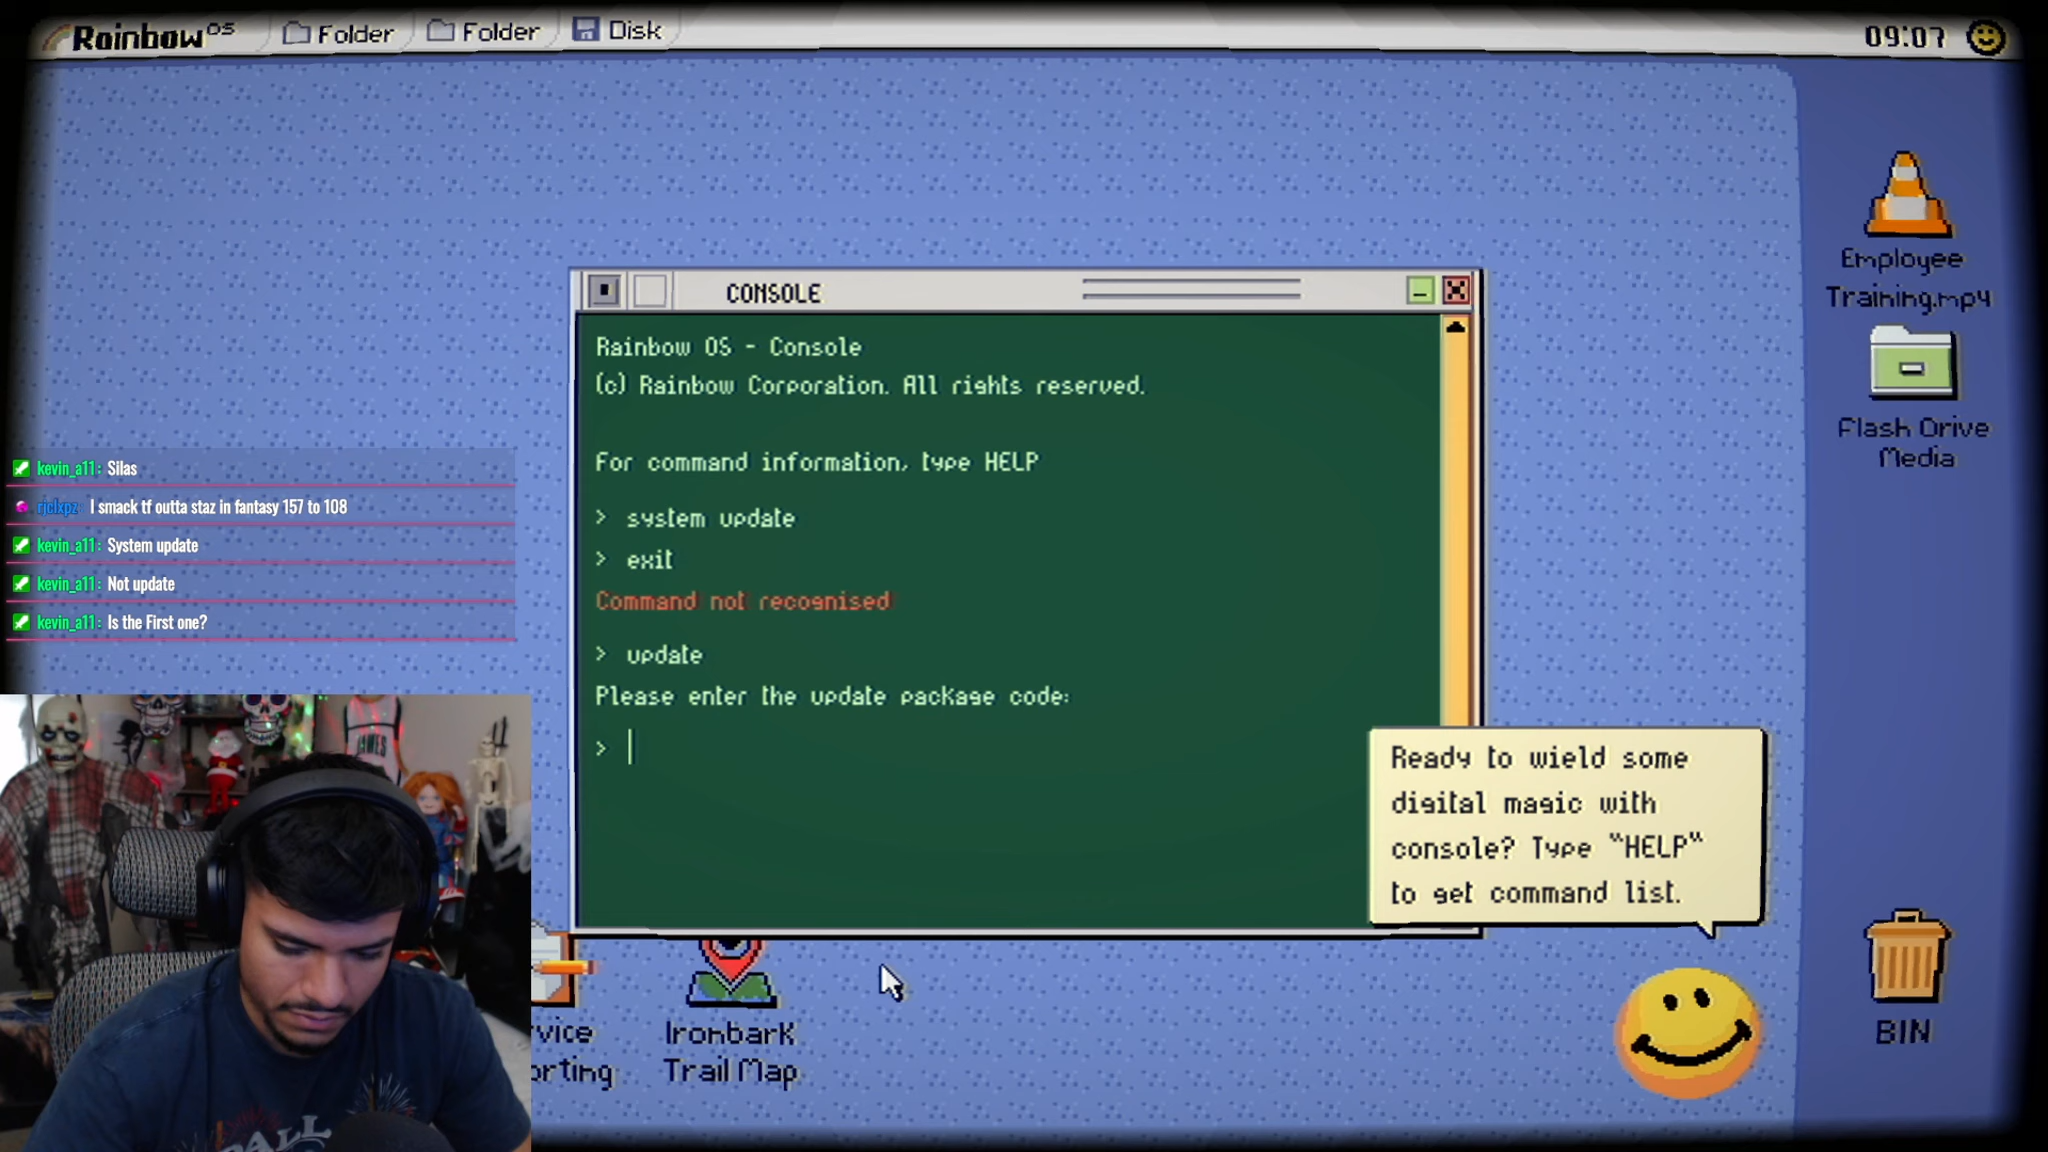 Rainbow OS
Folder
Folder
Disk
09:07
Employee
Training.mp4
Flash Drive
Media
CONSOLE
Rainbow OS - Console
(c) Rainbow Corporation. All rights reserved.
For command information, type HELP
> system update
> exit
Command not recognised
> update
Please enter the update package code:
>
kevin_a11: Silas
rjclxpz: I smack tf outta staz in fantasy 157 to 108
kevin_a11: System update
kevin_a11: Not update
kevin_a11: Is the First one?
Ready to wield some
digital magic with
console? Type "HELP"
to get command list.
vice
orting
Ironbark
Trail Map
BIN